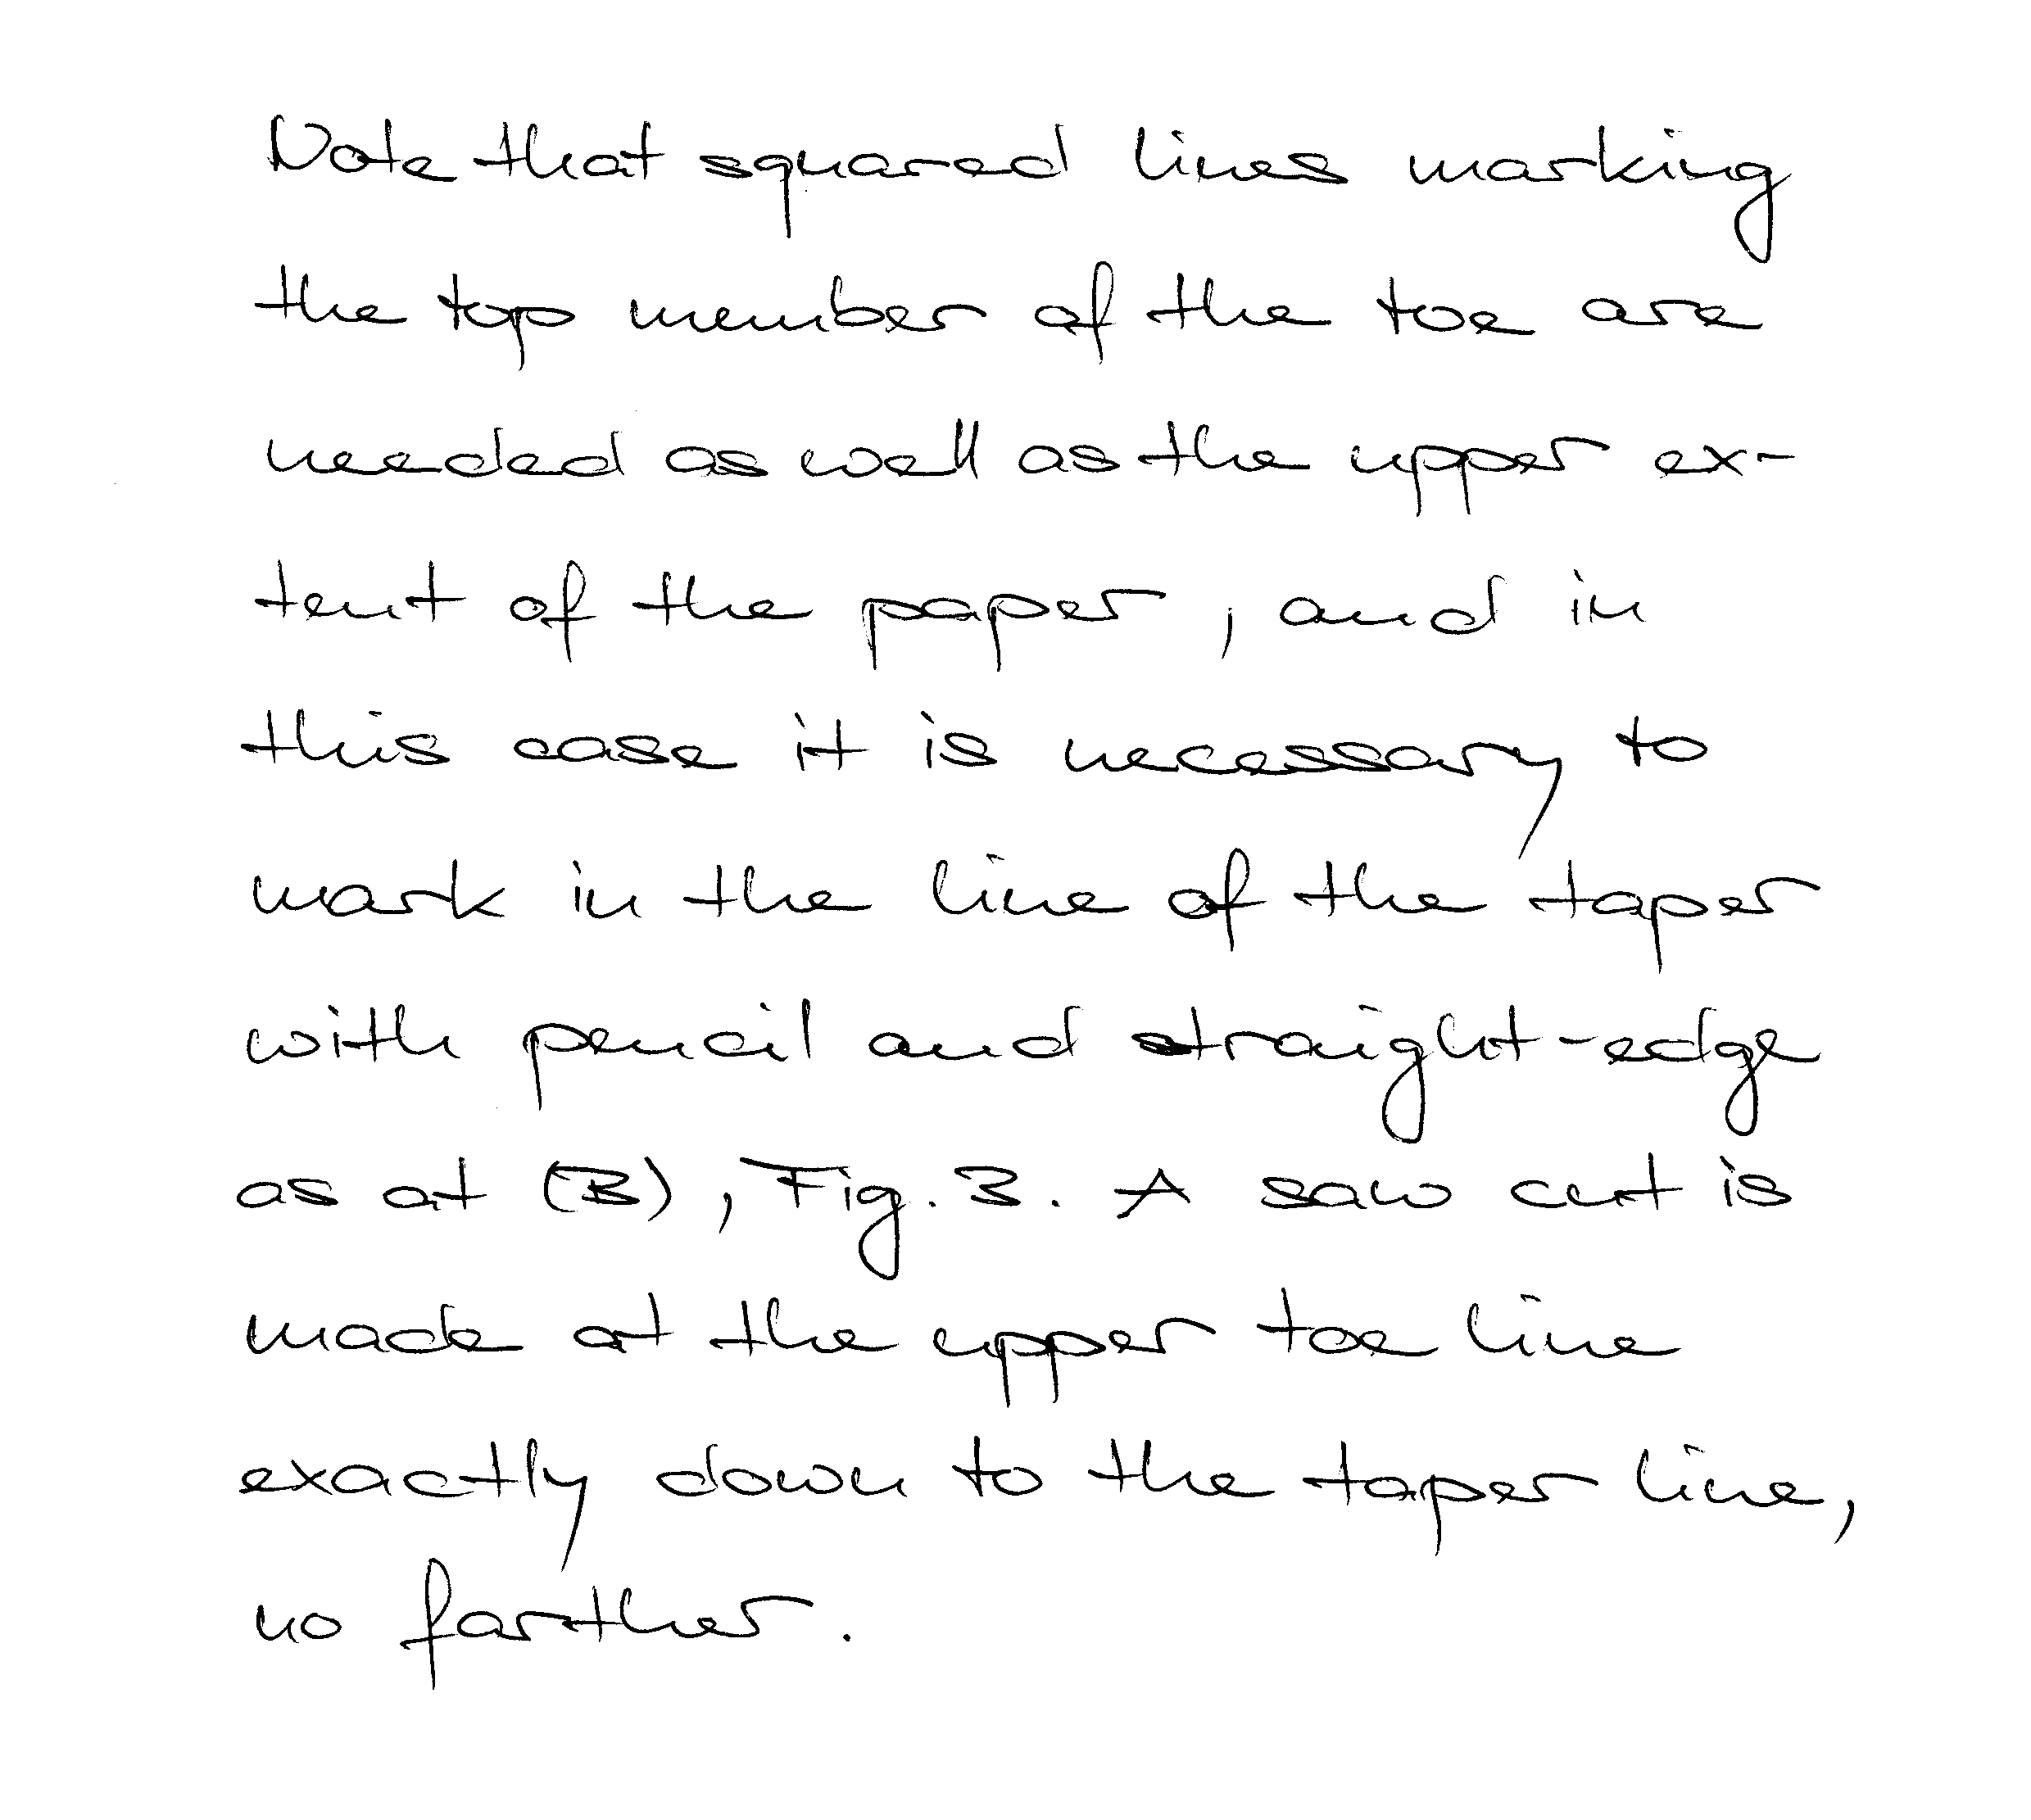 Note that squared lines marking
the top member of the toe are
needed as well as the upper ex-
tent of the paper, and in
this case it is necessary to
mark in the line of the taper
with pencil and straight-edge
as at (B), Fig. 3. A saw cut is
made at the upper toe line
exactly down to the taper line,
no farther.